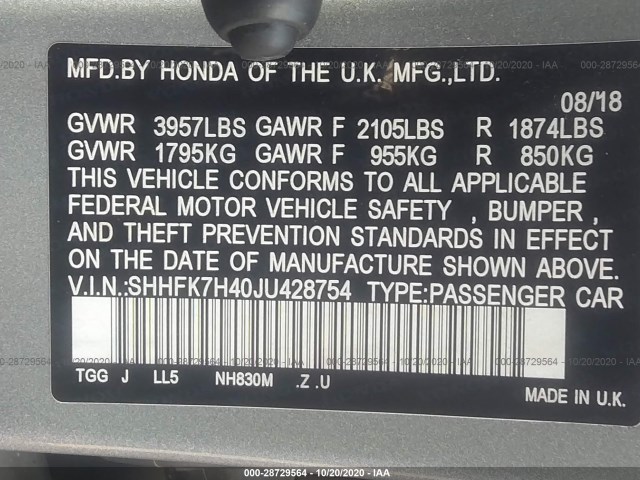 MFD.BY HONDA OF THE U.K. MFG.,LTD.
08/18
GVWR 3957LBS GAWR F 2105LBS R 1874LBS
GVWR 1795KG GAWR F 955KG R 850KG
THIS VEHICLE CONFORMS TO ALL APPLICABLE
FEDERAL MOTOR VEHICLE SAFETY , BUMPER ,
AND THEFT PREVENTION STANDARDS IN EFFECT
ON THE DATE OF MANUFACTURE SHOWN ABOVE.
V.I.N.:SHHFK7H40JU428754 TYPE:PASSENGER CAR
TGG J LL5 NH830M .Z .U
MADE IN U.K.
000-28729564 - 10/20/2020 - IAA